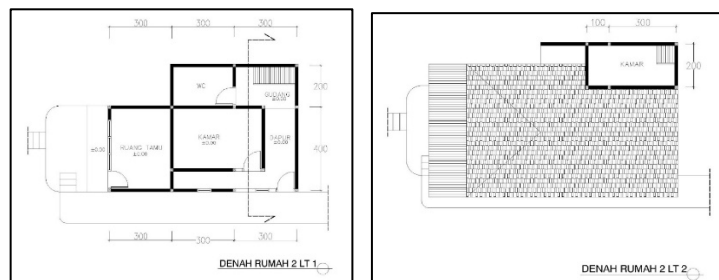 300 300 300
WC
GUDANG
±0.00
200
RUANG TAMU
±0.00
KAMAR
±0.00
DAPUR
±0.00
±0.00
400
300 300 300
DENAH RUMAH 2 LT 1
100 300
KAMAR
200
DENAH RUMAH 2 LT 2